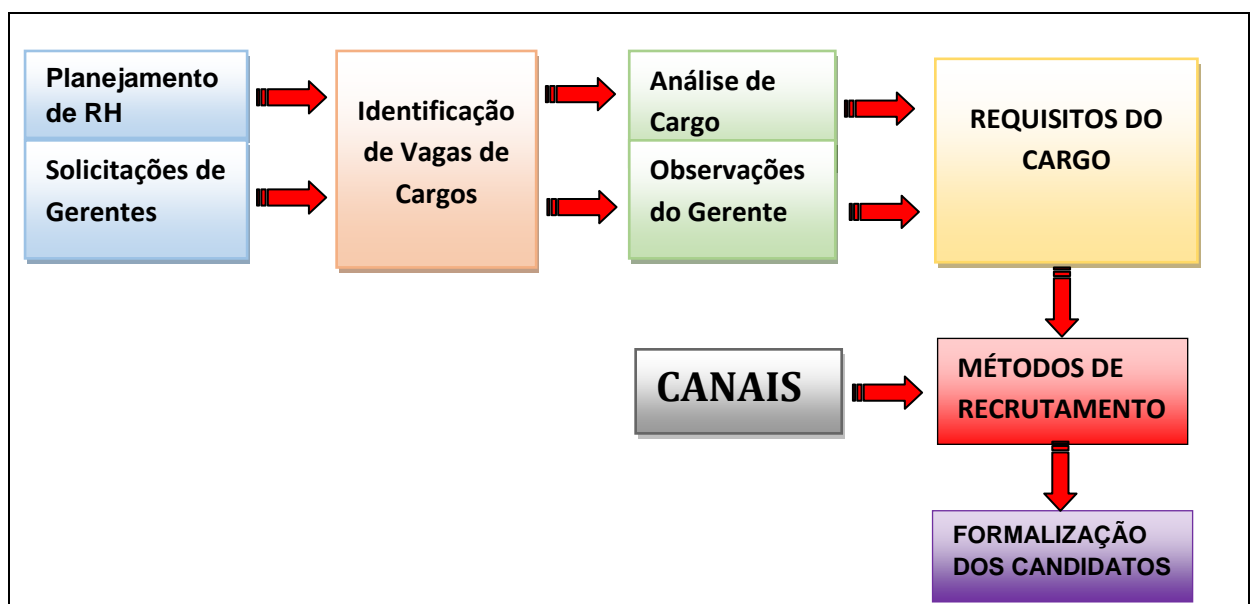 Planejamento
de RH
Solicitações de
Gerentes
Identificação
de Vagas de
Cargos
Análise de
Cargo
Observações
do Gerente
REQUISITOS DO
CARGO
CANAIS
MÉTODOS DE
RECRUTAMENTO
FORMALIZAÇÃO
DOS CANDIDATOS